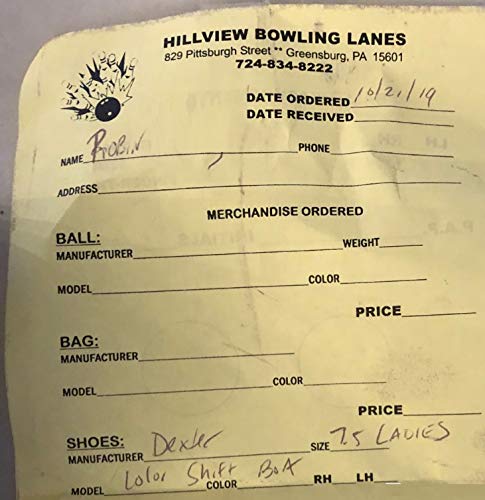 HILLVIEW BOWLING LANES
829 Pittsburgh Street ** Greensburg, PA 15601
724-834-8222
DATE ORDERED 10/21/19
DATE RECEIVED
NAME ROBIN PHONE
ADDRESS
MERCHANDISE ORDERED
BALL:
MANUFACTURER WEIGHT
MODEL COLOR
PRICE
BAG:
MANUFACTURER
MODEL COLOR
PRICE
SHOES:
MANUFACTURER Dexter SIZE 7.5 LADIES
MODEL Color Shift BOA COLOR RH LH